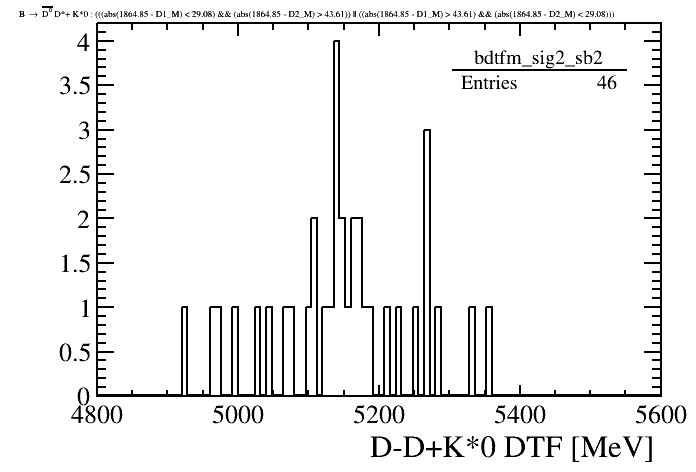 B → D̅⁰ D*+ K*0 : (((abs(1864.85 - D1_M) < 29.08) && (abs(1864.85 - D2_M) > 43.61)) || ((abs(1864.85 - D1_M) > 43.61) && (abs(1864.85 - D2_M) < 29.08)))
bdtfm_sig2_sb2
Entries 46
4
3.5
3
2.5
2
1.5
1
0.5
0
4800 5000 5200 5400 5600
D-D+K*0 DTF [MeV]